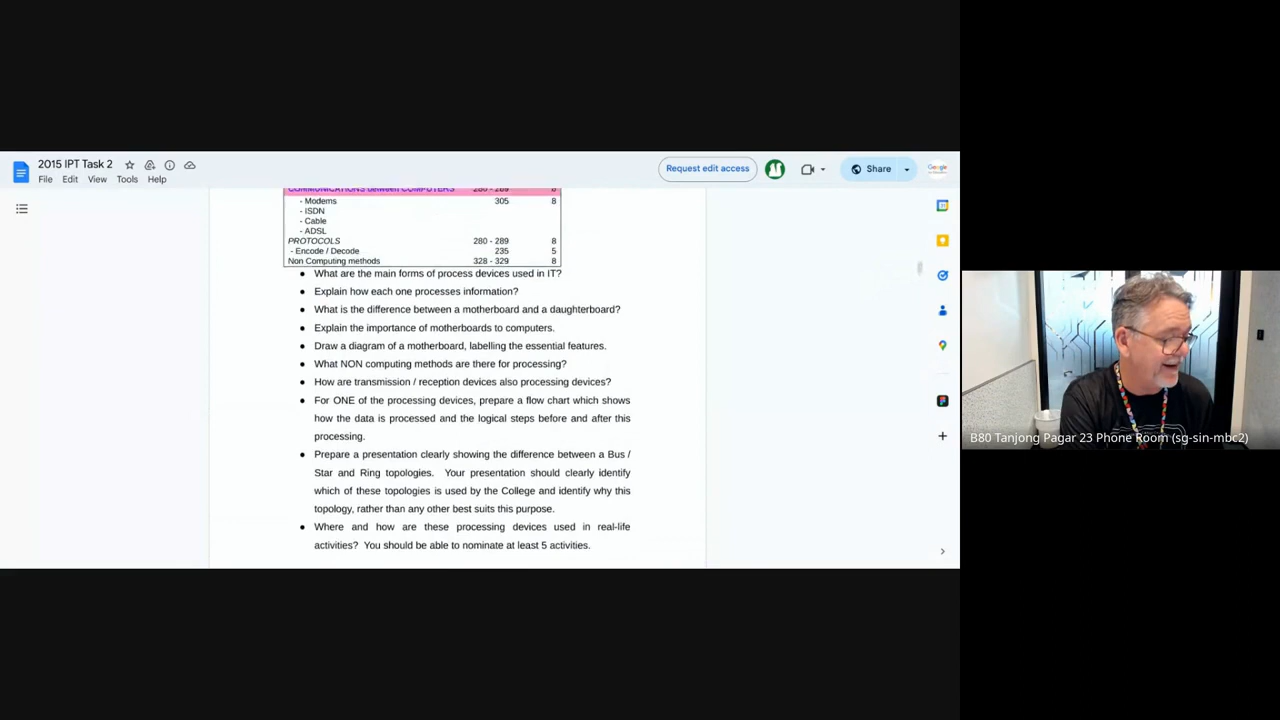 2015 IPT Task 2
File Edit View Tools Help
Request edit access
Share
COMMUNICATIONS between COMPUTERS 280 - 289 8
- Modems 305 8
- ISDN
- Cable
- ADSL
PROTOCOLS 280 - 289 8
- Encode / Decode 235 5
Non Computing methods 328 - 329 8
● What are the main forms of process devices used in IT?
● Explain how each one processes information?
● What is the difference between a motherboard and a daughterboard?
● Explain the importance of motherboards to computers.
● Draw a diagram of a motherboard, labelling the essential features.
● What NON computing methods are there for processing?
● How are transmission / reception devices also processing devices?
● For ONE of the processing devices, prepare a flow chart which shows
how the data is processed and the logical steps before and after this
processing.
● Prepare a presentation clearly showing the difference between a Bus /
Star and Ring topologies. Your presentation should clearly identify
which of these topologies is used by the College and identify why this
topology, rather than any other best suits this purpose.
● Where and how are these processing devices used in real-life
activities? You should be able to nominate at least 5 activities.
B80 Tanjong Pagar 23 Phone Room (sg-sin-mbc2)